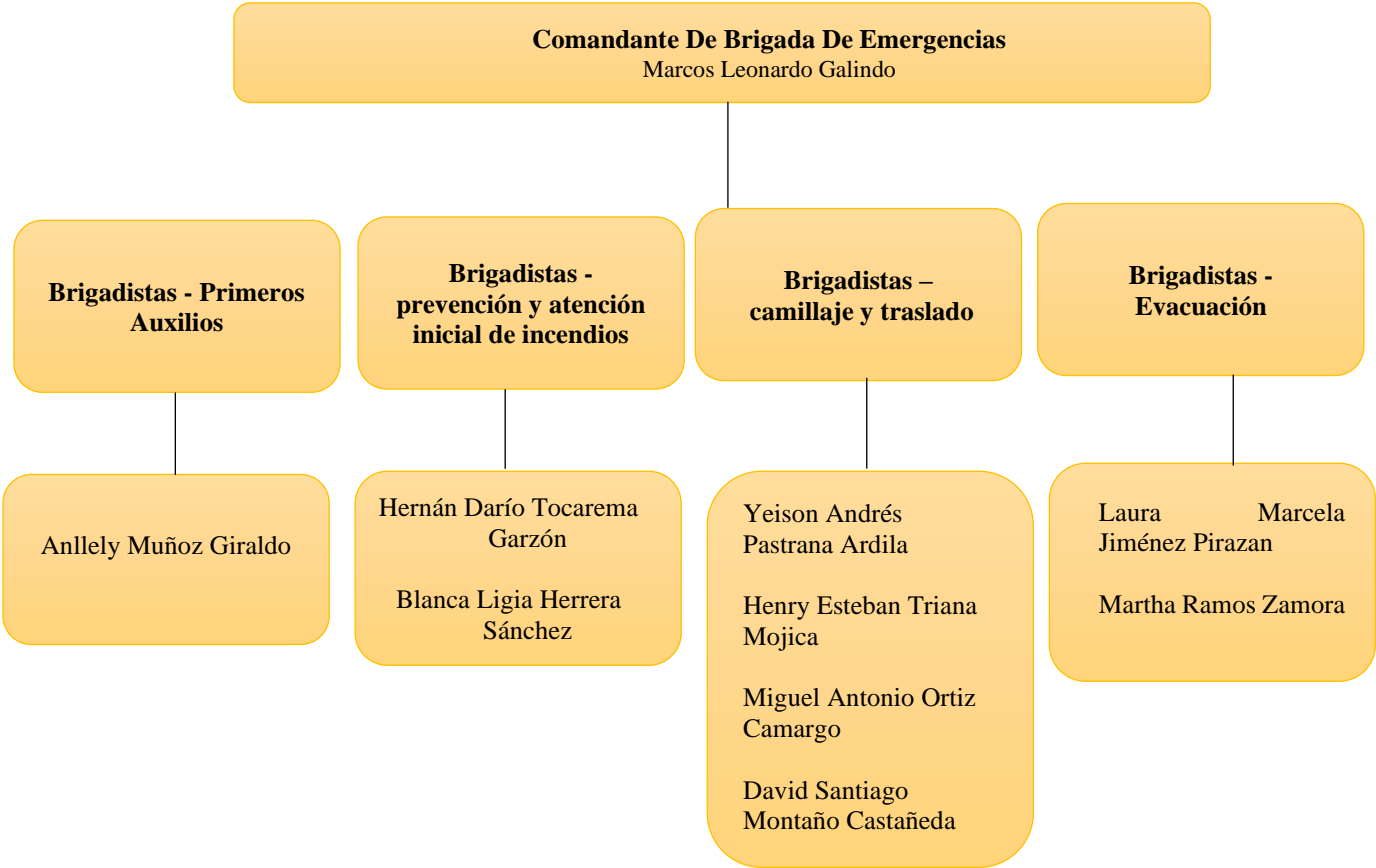 Comandante De Brigada De Emergencias
Marcos Leonardo Galindo
Brigadistas - Primeros
Auxilios
Brigadistas -
prevención y atención
inicial de incendios
Brigadistas –
camillaje y traslado
Brigadistas -
Evacuación
Anllely Muñoz Giraldo
Hernán Darío Tocarema
Garzón
Blanca Ligia Herrera
Sánchez
Yeison Andrés
Pastrana Ardila
Henry Esteban Triana
Mojica
Miguel Antonio Ortiz
Camargo
David Santiago
Montaño Castañeda
Laura Marcela
Jiménez Pirazan
Martha Ramos Zamora